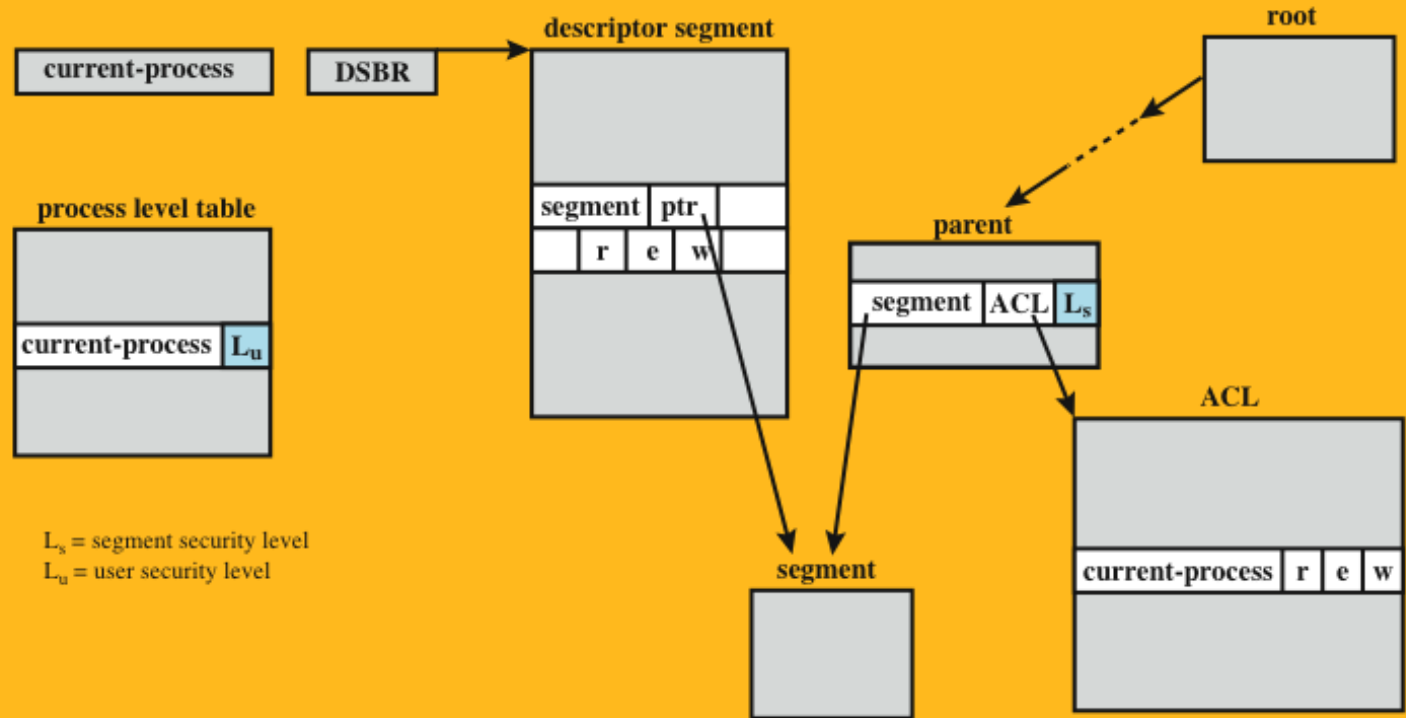 root
descriptor segment
current-process
DSBR
process level table
segment ptr
r e w
parent
segment ACL Ls
current-process Lu
ACL
Ls = segment security level
Lu = user security level
segment
current-process r e w